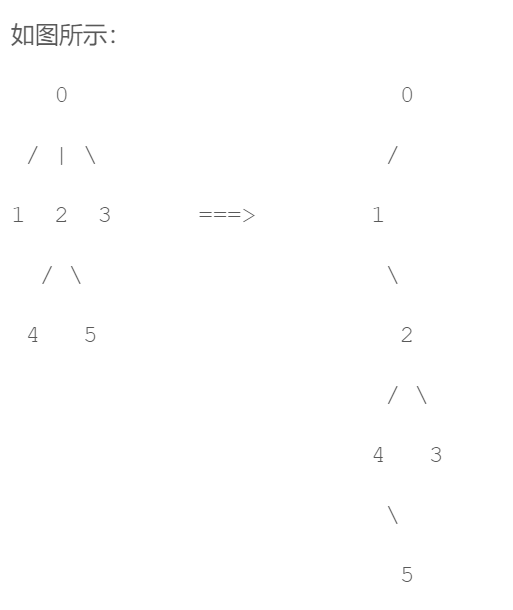 如图所示：
    0                        0
  / | \                     /
 1  2  3      ===>         1
   / \                      \
  4   5                      2
                            / \
                           4   3
                            \
                             5